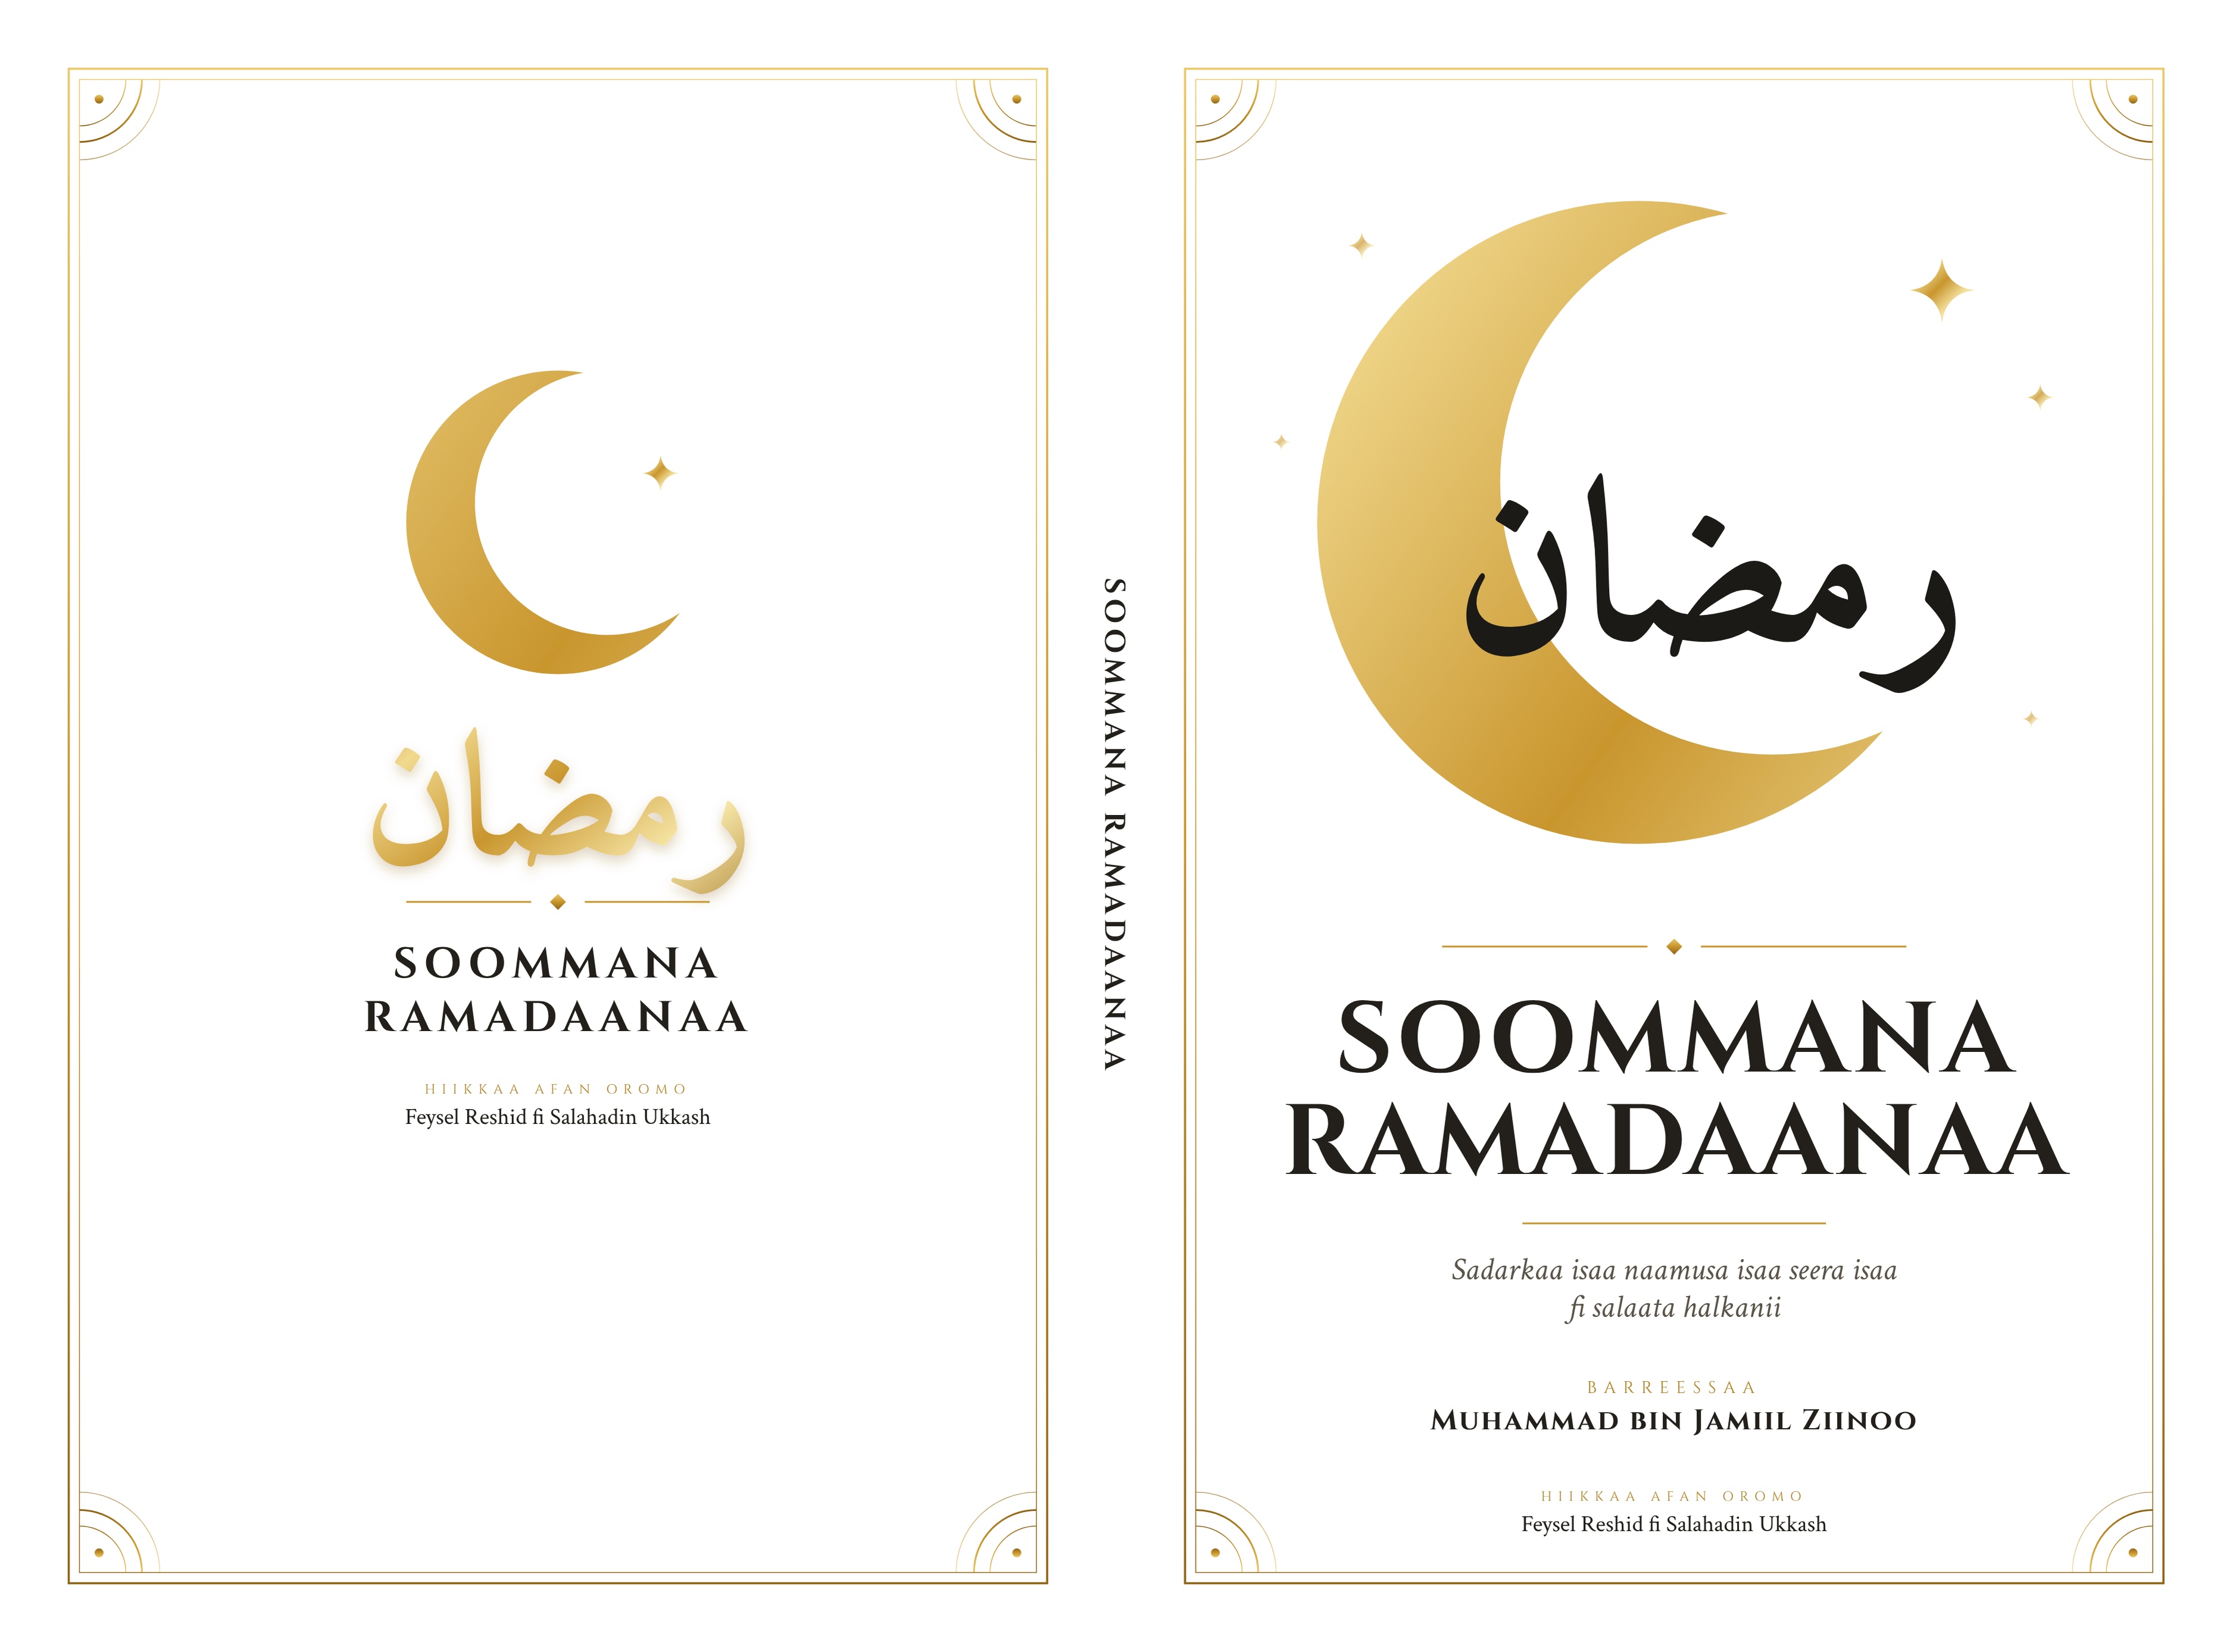 رمضان
SOOMMANA
RAMADAANAA
HIIKKAA AFAN OROMO
Feysel Reshid fi Salahadin Ukkash
SOOMMANA RAMADAANAA
رمضان
SOOMMANA
RAMADAANAA
Sadarkaa isaa naamusa isaa seera isaa
fi salaata halkanii
BARREESSAA
MUHAMMAD BIN JAMIIL ZIINOO
HIIKKAA AFAN OROMO
Feysel Reshid fi Salahadin Ukkash